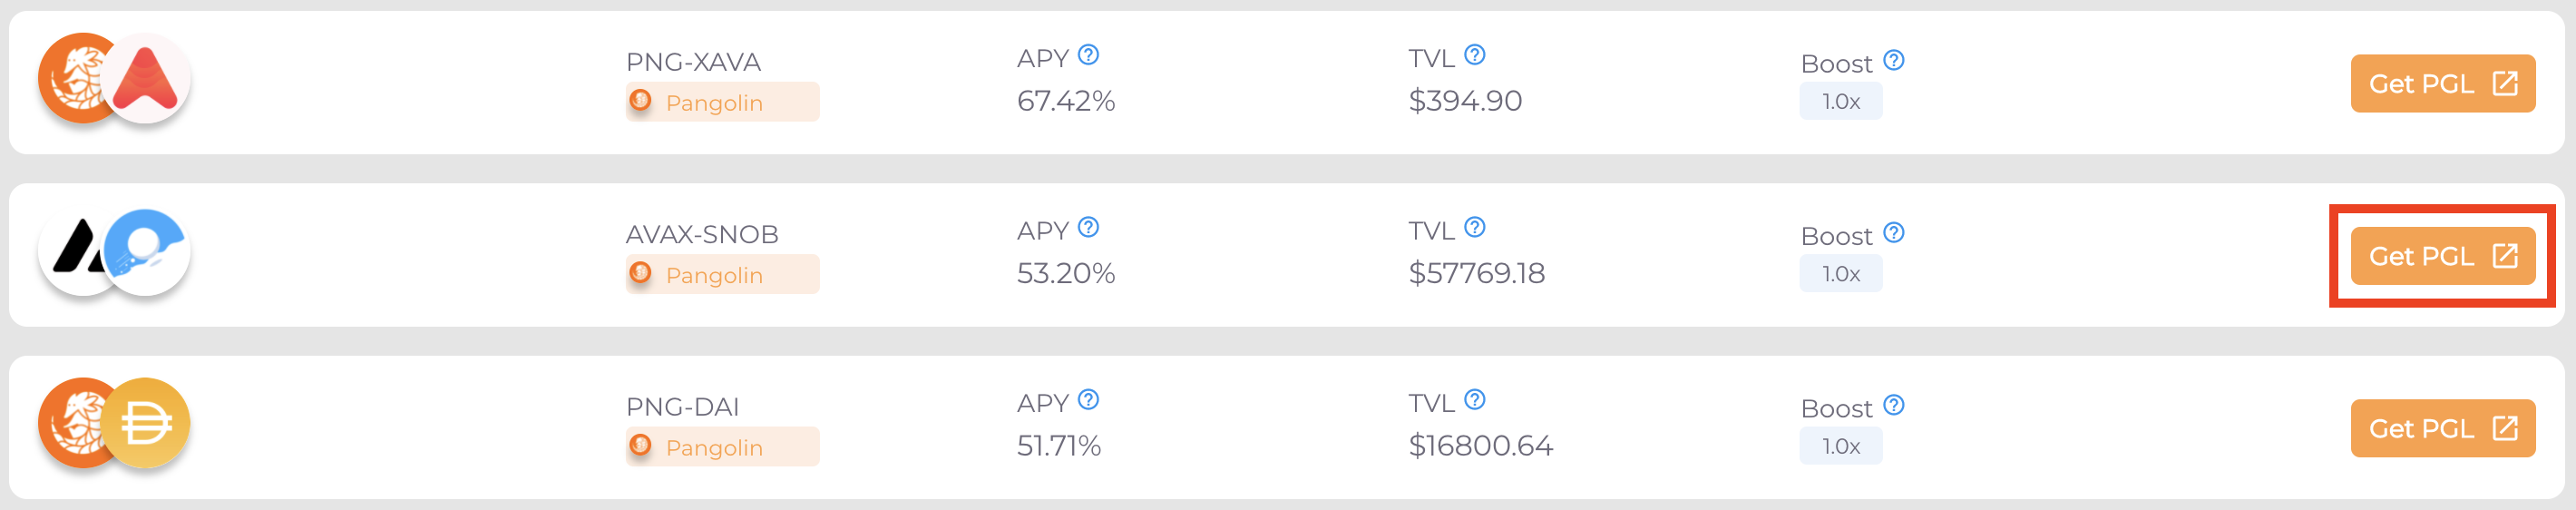 PNG-XAVA
Pangolin
APY ?
67.42%
TVL ?
$394.90
Boost ?
1.0x
Get PGL
AVAX-SNOB
Pangolin
APY ?
53.20%
TVL ?
$57769.18
Boost ?
1.0x
Get PGL
PNG-DAI
Pangolin
APY ?
51.71%
TVL ?
$16800.64
Boost ?
1.0x
Get PGL